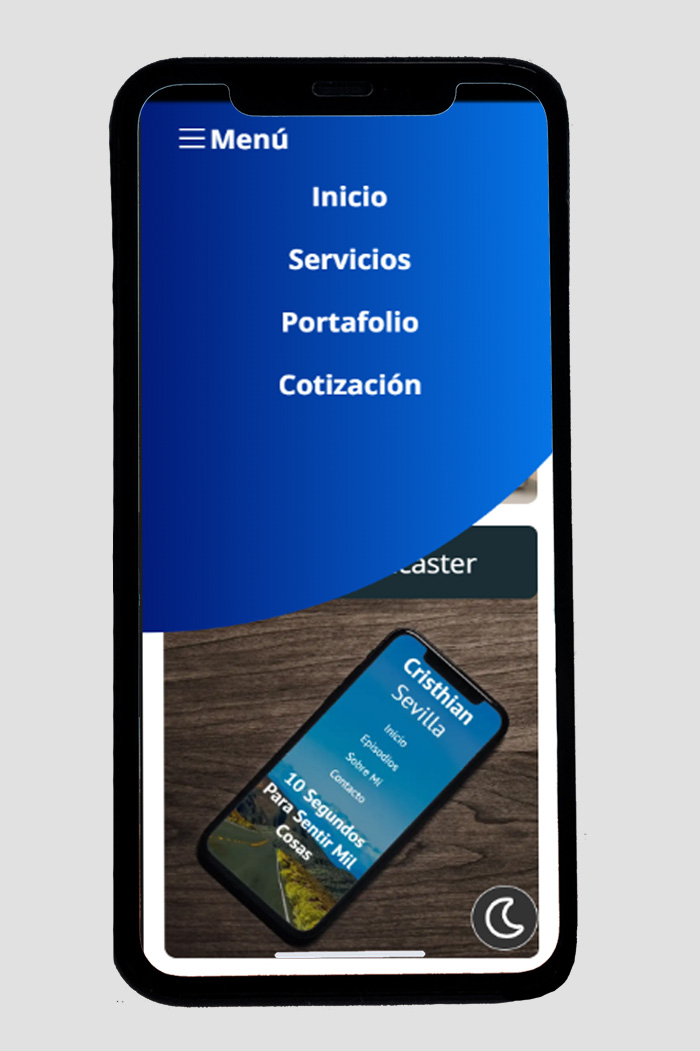 Menú
Inicio
Servicios
Portafolio
Cotización
caster
Cristhian
Sevilla
Inicio
Episodios
Sobre Mi
Contacto
10 Segundos
Para Sentir Mil
Cosas